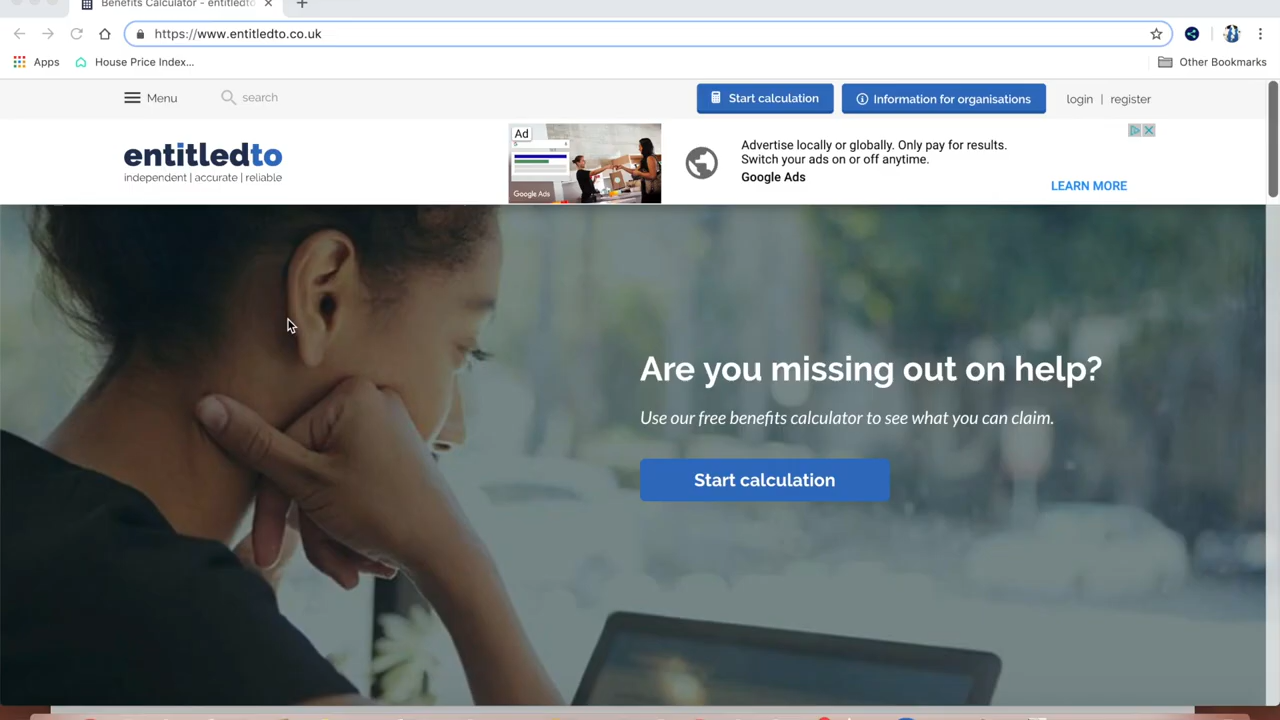 Benefits Calculator - entitledto
https://www.entitledto.co.uk
Apps
House Price Index...
Other Bookmarks
Menu
search
Start calculation
Information for organisations
login | register
entitledto
independent | accurate | reliable
Ad
Google Ads
Advertise locally or globally. Only pay for results.
Switch your ads on or off anytime.
Google Ads
LEARN MORE
Are you missing out on help?
Use our free benefits calculator to see what you can claim.
Start calculation